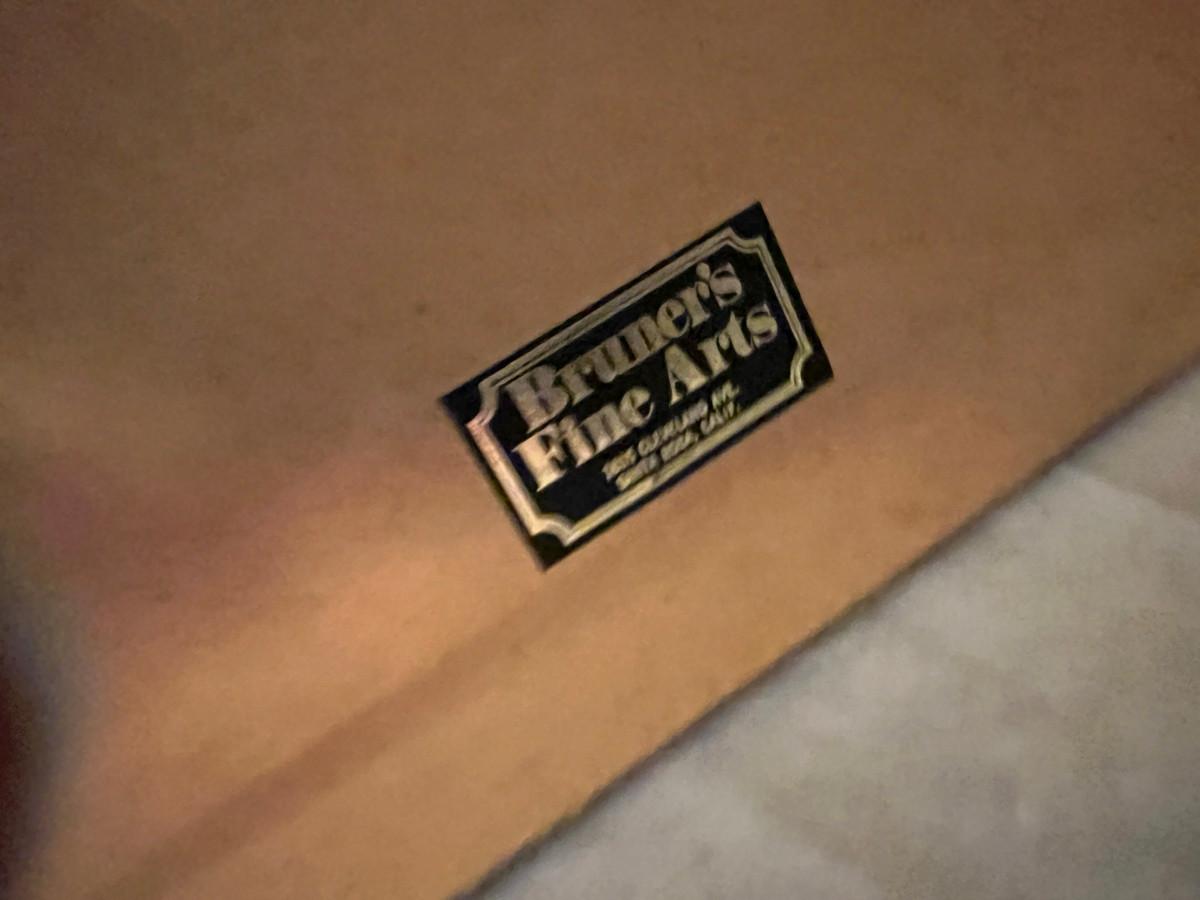 Bruner's
Fine Arts
CLEVELAND AVE.
SANTA ROSA, CALIF.